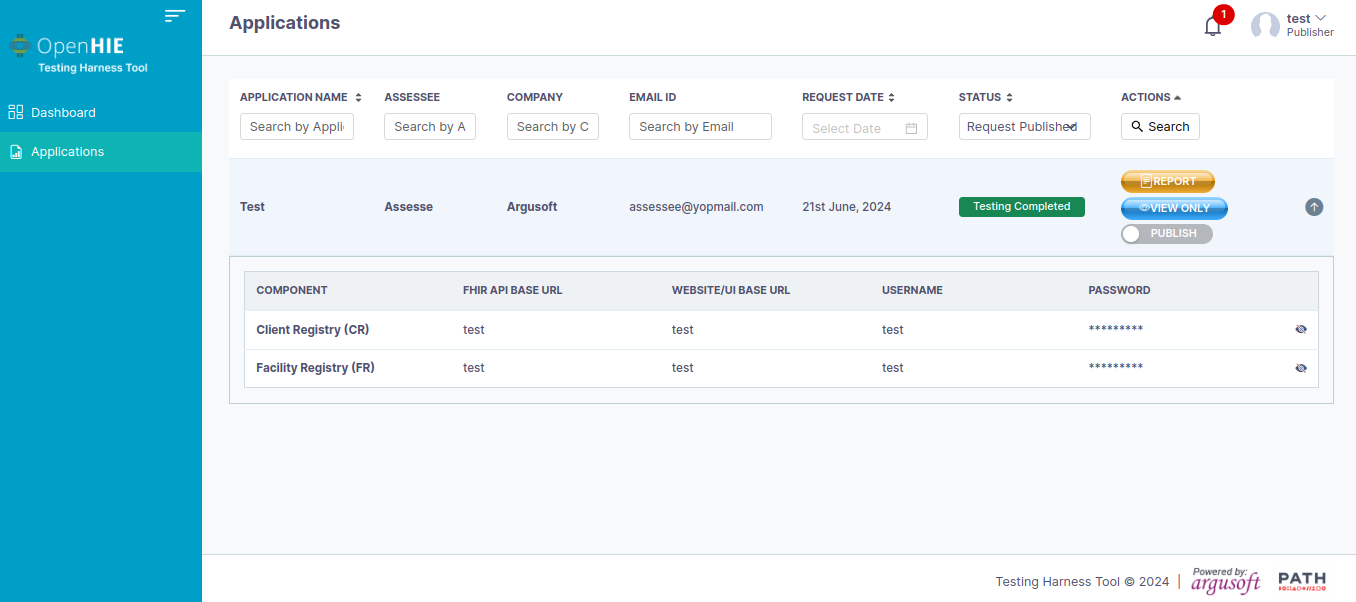 Applications
1
test
Publisher
OpenHIE
Testing Harness Tool
Dashboard
Applications
APPLICATION NAME ASSESSEE COMPANY EMAIL ID REQUEST DATE STATUS ACTIONS
Search by Appli Search by A Search by C Search by Email Select Date Request Published Search
Test Assesse Argusoft assessee@yopmail.com 21st June, 2024 Testing Completed
REPORT
VIEW ONLY
PUBLISH
COMPONENT FHIR API BASE URL WEBSITE/UI BASE URL USERNAME PASSWORD
Client Registry (CR) test test test *********
Facility Registry (FR) test test test *********
Testing Harness Tool © 2024 | Powered by: argusoft PATH